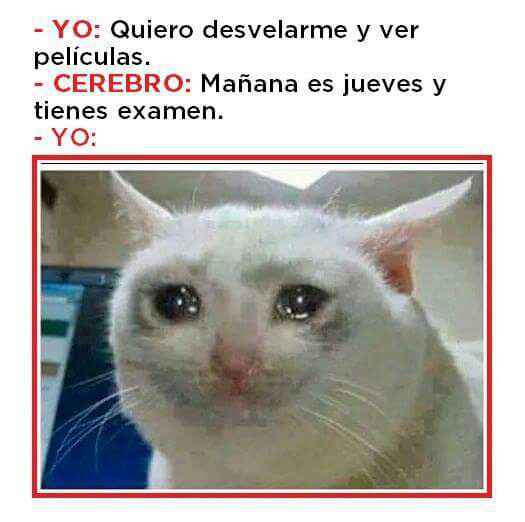 - YO: Quiero desvelarme y ver
películas.
- CEREBRO: Mañana es jueves y
tienes examen.
- YO: